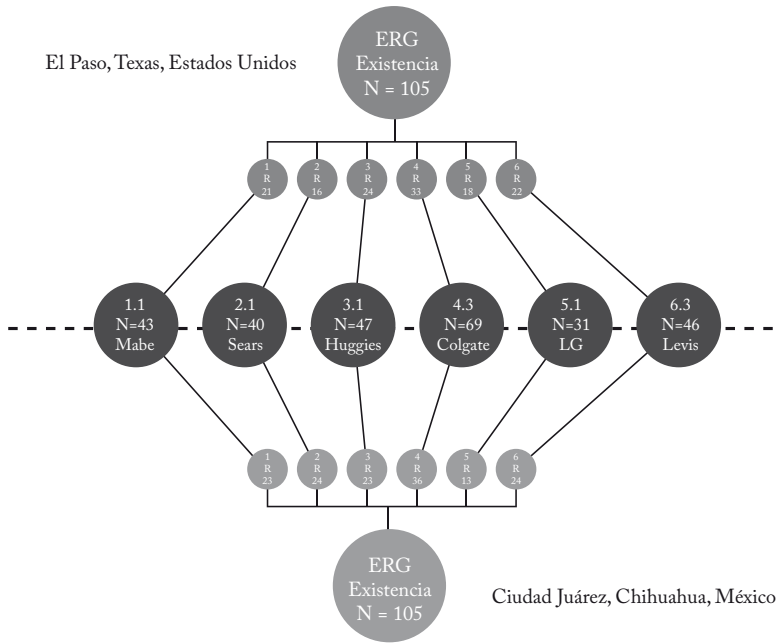 El Paso, Texas, Estados Unidos
ERG
Existencia
N = 105
1
R
21
2
R
16
3
R
24
4
R
33
5
R
18
6
R
22
1.1
N=43
Mabe
2.1
N=40
Sears
3.1
N=47
Huggies
4.3
N=69
Colgate
5.1
N=31
LG
6.3
N=46
Levis
1
R
23
2
R
24
3
R
23
4
R
36
5
R
13
6
R
24
ERG
Existencia
N = 105
Ciudad Juárez, Chihuahua, México